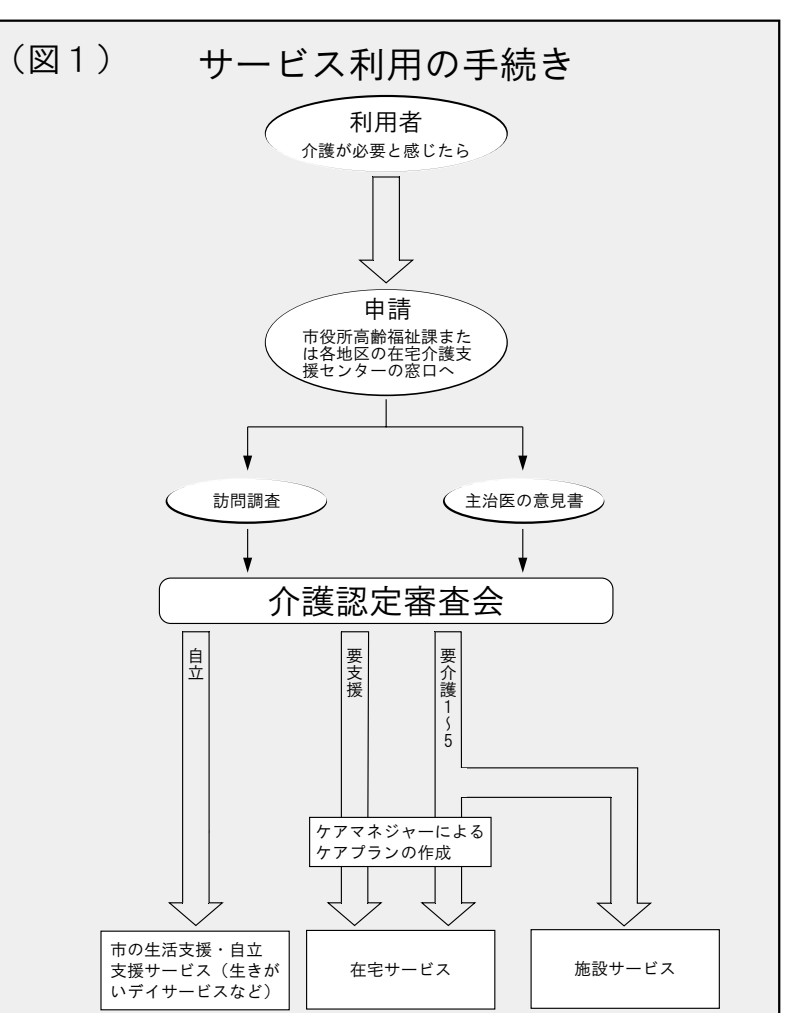 (図1)
サービス利用の手続き
利用者
介護が必要と感じたら
申請
市役所高齢福祉課また
は各地区の在宅介護支
援センターの窓口へ
訪問調査
主治医の意見書
介護認定審査会
自立
要支援
要介護1〜5
ケアマネジャーによる
ケアプランの作成
市の生活支援・自立
支援サービス（生きが
いデイサービスなど）
在宅サービス
施設サービス